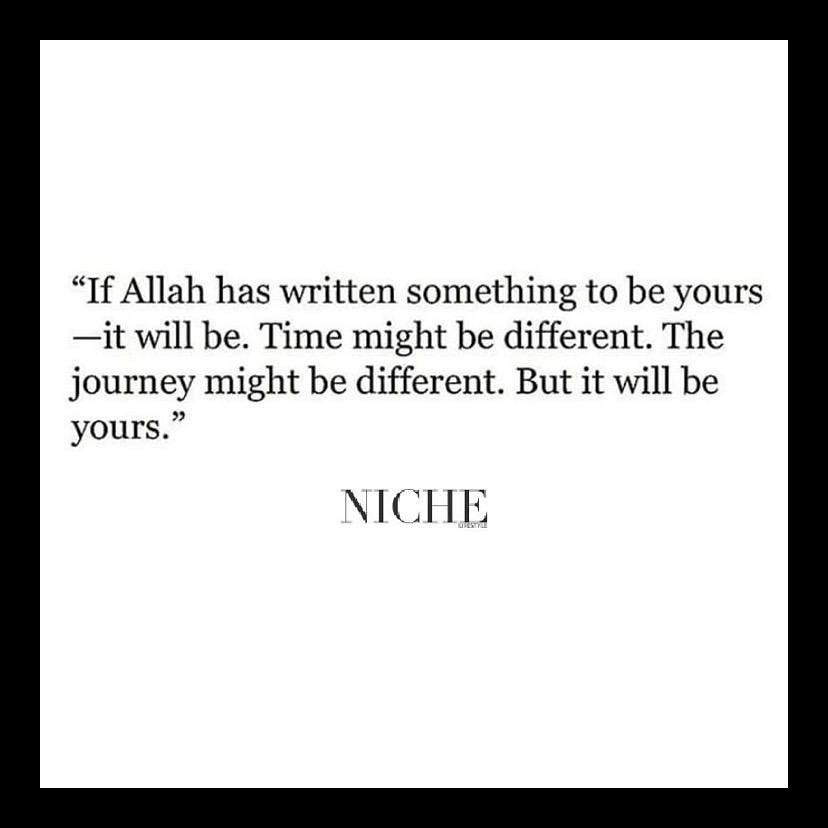 “If Allah has written something to be yours
—it will be. Time might be different. The
journey might be different. But it will be
yours.”
NICHE
LIFESTYLE